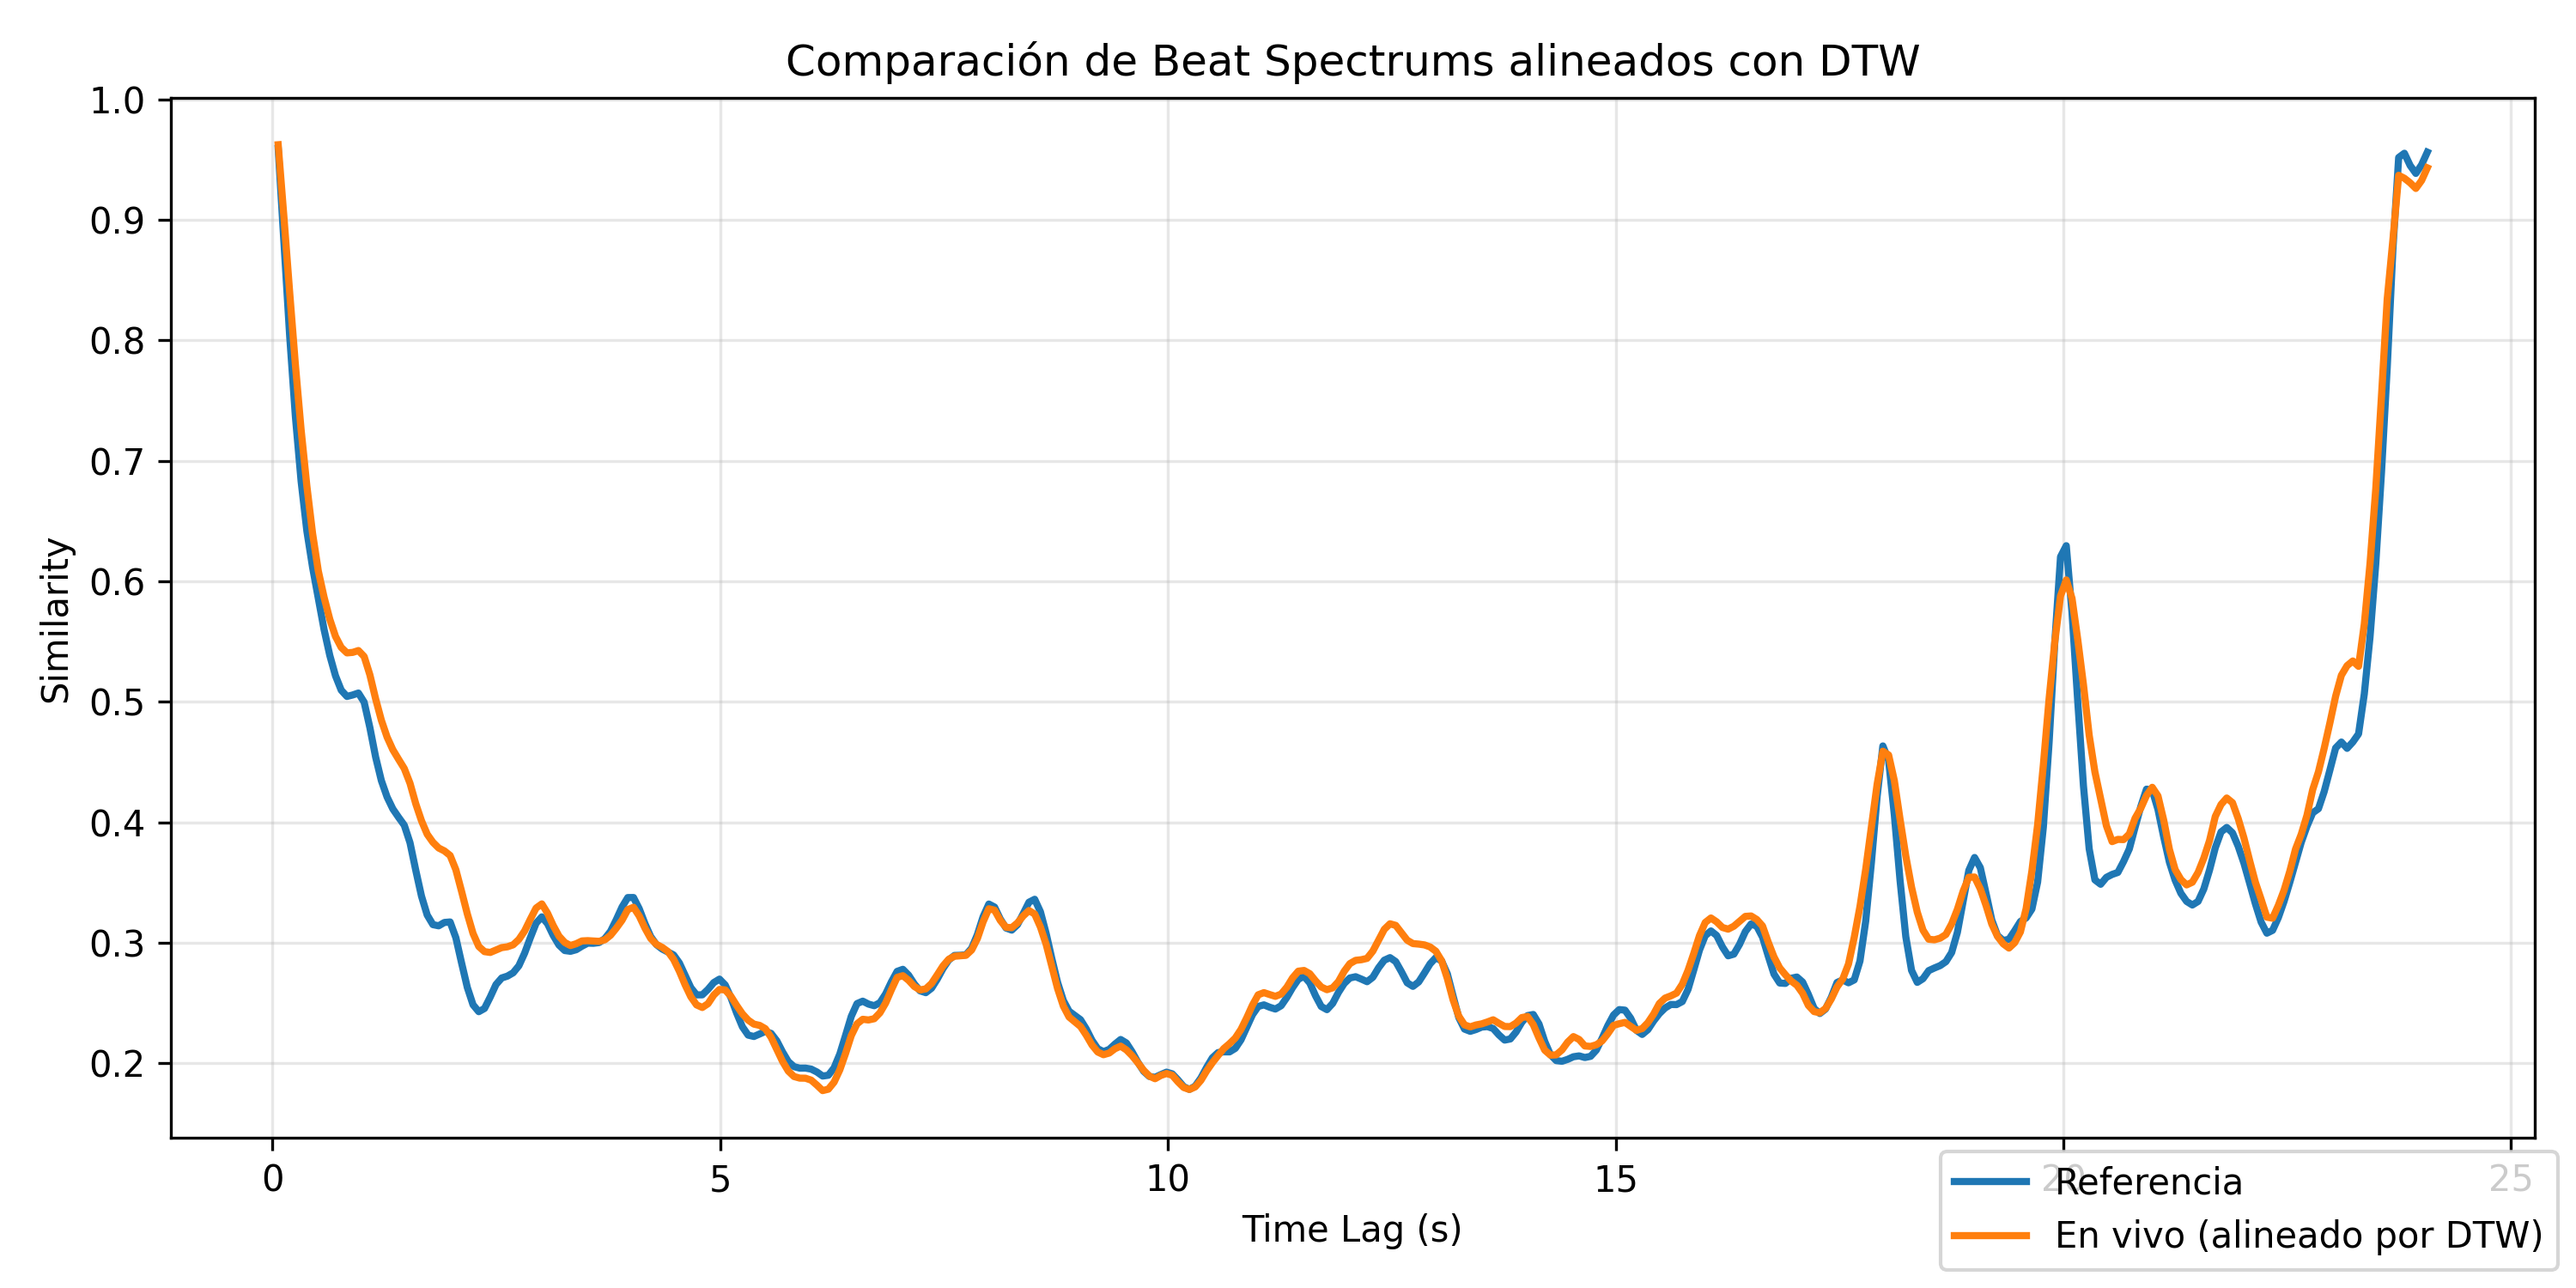 Comparación de Beat Spectrums alineados con DTW
1.0
0.9
0.8
0.7
0.6
0.5
0.4
0.3
0.2
Similarity
0 5 10 15 20 25
Time Lag (s)
Referencia
En vivo (alineado por DTW)